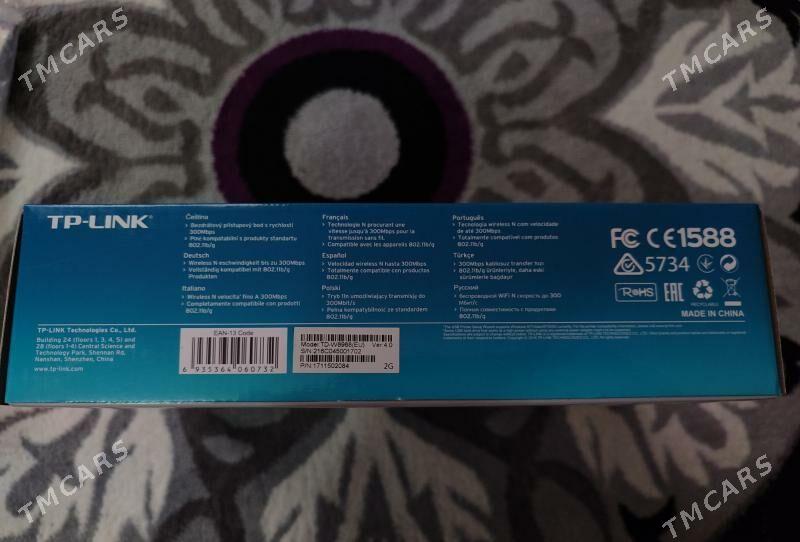 TMCARS
TMCARS
TP-LINK®
Čeština
› Bezdrátový přístupový bod s rychlostí
300Mbps
› Plně kompatabilní s produkty standartu
802.11b/g
Deutsch
› Wireless N eschwindigkeit bis zu 300Mbps
› Vollständig kompatibel mit 802.11b/g
Produkten
Italiano
› Wireless N velocita' fino A 300Mbps
› Completamente compatibile con prodotti
802.11b/g
Français
› Technologie N procurant une
vitesse jusqu'à 300Mbps pour la
transmission sans fil.
› Compatible avec les appareils 802.11b/g
Español
› Velocidad wireless N hasta 300Mbps
› Totalmente compatible con productos
802.11b/g
Polski
› Tryb 11n umożliwiający transmisję do
300Mbit/s
› Pełna kompatybilność ze standardem
802.11b/g
Português
› Tecnologia wireless N com velocidade
de até 300Mbps
› Totalmente compatível com produtos
802.11b/g
Türkçe
› 300Mbps kablosuz transfer hızı
› 802.11b/g ürünleriyle, daha eski
sürümlerle bağdaşır
Русский
› беспроводной WiFi N скорость до 300
Мбит/с
› Полная совместимость с продуктами
стандарта 802.11b/g
FC CE1588
5734
RoHS EAC
RECYCLABLE
MADE IN CHINA
TP-LINK Technologies Co., Ltd.
Building 24 (floors 1, 3, 4, 5) and
28 (floors 1-4) Central Science and
Technology Park, Shennan Rd,
Nanshan, Shenzhen, China
www.tp-link.com
EAN-13 Code
6 935364 060732
Model: TD-W8968(EU) Ver 4.0
S/N: 216C045001702
P/N:1711502084 2G
TMCARS
TMCARS